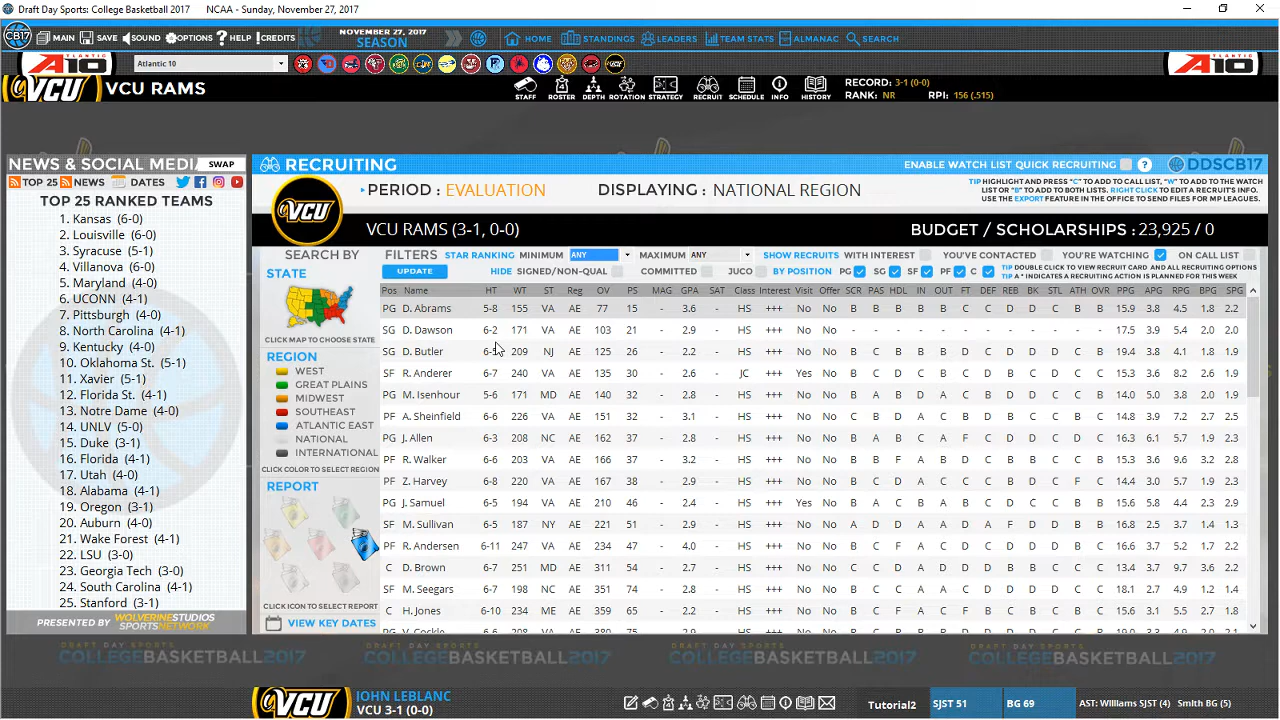 Draft Day Sports: College Basketball 2017 NCAA - Sunday, November 27, 2017
CB17 MAIN SAVE SOUND OPTIONS HELP CREDITS NOVEMBER 27, 2017 SEASON HOME STANDINGS LEADERS TEAM STATS ALMANAC SEARCH
ATLANTIC A10 Atlantic 10 ATLANTIC A10
VCU VCU RAMS STAFF ROSTER DEPTH ROTATION STRATEGY RECRUIT SCHEDULE INFO HISTORY
RECORD: 3-1 (0-0)
RANK: NR RPI: 156 (.515)
NEWS & SOCIAL MEDIA SWAP
TOP 25 NEWS DATES
TOP 25 RANKED TEAMS
1. Kansas (6-0)
2. Louisville (6-0)
3. Syracuse (5-1)
4. Villanova (6-0)
5. Maryland (4-0)
6. UCONN (4-1)
7. Pittsburgh (4-0)
8. North Carolina (4-1)
9. Kentucky (4-0)
10. Oklahoma St. (5-1)
11. Xavier (5-1)
12. Florida St. (4-1)
13. Notre Dame (4-0)
14. UNLV (5-0)
15. Duke (3-1)
16. Florida (4-1)
17. Utah (4-0)
18. Alabama (4-1)
19. Oregon (3-1)
20. Auburn (4-0)
21. Wake Forest (4-1)
22. LSU (3-0)
23. Georgia Tech (3-0)
24. South Carolina (4-1)
25. Stanford (3-1)
PRESENTED BY WOLVERINE STUDIOS SPORTS NETWORK
RECRUITING ENABLE WATCH LIST QUICK RECRUITING ? DDSCB17
VCU PERIOD : EVALUATION DISPLAYING : NATIONAL REGION
TIP HIGHLIGHT AND PRESS "C" TO ADD TO CALL LIST, "W" TO ADD TO THE WATCH
LIST OR "B" TO ADD TO BOTH LISTS. RIGHT CLICK TO EDIT A RECRUITS INFO.
USE THE EXPORT FEATURE IN THE OFFICE TO SEND FILES FOR MP LEAGUES.
VCU RAMS (3-1, 0-0) BUDGET / SCHOLARSHIPS: 23,925 / 0
SEARCH BY FILTERS STAR RANKING MINIMUM ANY MAXIMUM ANY SHOW RECRUITS WITH INTEREST YOU'VE CONTACTED YOU'RE WATCHING ON CALL LIST
STATE UPDATE HIDE SIGNED/NON-QUAL COMMITTED JUCO BY POSITION PG SG SF PF C
TIP DOUBLE CLICK TO VIEW RECRUIT CARD AND ALL RECRUITING OPTIONS
TIP A * INDICATES A RECRUITING ACTION IS PLANNED FOR THIS WEEK
CLICK MAP TO CHOOSE STATE
REGION
WEST
GREAT PLAINS
MIDWEST
SOUTHEAST
ATLANTIC EAST
NATIONAL
INTERNATIONAL
CLICK COLOR TO SELECT REGION
REPORT
CLICK ICON TO SELECT REPORT
VIEW KEY DATES
Pos Name HT WT ST Reg OV PS MAG GPA SAT Class Interest Visit Offer SCR PAS HDL IN OUT FT DEF REB BK STL ATH OVR PPG APG RPG BPG SPG
PG D. Abrams 5-8 155 VA AE 77 15 - 3.6 - HS +++ No No B B B B B C C D D C B B 15.9 3.8 4.5 1.8 2.2
SG D. Dawson 6-2 171 VA AE 103 21 - 2.9 - HS +++ No No - - - - - - - - - - - - 17.5 3.9 5.4 2.0 2.0
SG D. Butler 6- 209 NJ AE 125 26 - 2.2 - HS +++ No No B C B B B D C D D C C B 19.4 3.8 4.1 1.8 1.9
SF R. Anderer 6-7 240 VA AE 135 30 - 2.6 - JC +++ Yes No B C C B D D C C D C C B 15.3 3.6 8.2 2.6 1.9
PG M. Isenhour 5-6 171 MD AE 140 32 - 2.8 - HS +++ No No B A B D A C D D D C C B 14.0 5.0 3.8 2.0 1.9
PF A. Sheinfield 6-6 226 VA AE 151 32 - 3.1 - HS +++ No No B C D A D C C B C D C B 14.8 3.9 7.2 2.7 2.5
PG J. Allen 6-3 208 NC AE 162 37 - 2.8 - HS +++ No No B A B C A F C D D C D C 16.3 6.1 5.7 1.9 2.3
PF R. Walker 6-6 203 VA AE 166 37 - 3.2 - HS +++ No No B B F A B D C B C D C B 15.3 3.6 9.6 3.2 2.8
PF Z. Harvey 6-8 220 VA AE 167 38 - 2.9 - HS +++ No No B C D A C D C B C C F C 14.4 3.0 5.7 1.9 2.3
PG J. Samuel 6-5 194 VA AE 210 46 - 2.4 - HS +++ Yes No B A A C B A C D D C C B 15.6 5.8 4.4 2.3 2.9
SF M. Sullivan 6-5 187 NY AE 221 51 - 2.9 - HS +++ No No A D D A A D A F D D A B 16.8 2.5 3.7 1.4 1.3
PF R. Andersen 6-11 247 VA AE 234 47 - 4.0 - HS +++ No No B C F A C F D C C D D C 16.6 3.7 5.2 1.7 2.2
C D. Brown 6-7 251 MD AE 311 54 - 2.7 - HS +++ No No B C D A D D C B D D D C 13.4 0.7 9.7 3.6 2.2
SF M. Seegars 6-7 198 NC AE 351 74 - 2.8 - HS +++ No No B C D B B D D D D C B C 18.1 2.7 4.9 1.2 1.4
C H. Jones 6-10 234 ME AE 359 65 - 2.2 - HS +++ No No B C D A C F C B C D C C 15.6 3.1 5.5 2.7 1.8
COLLEGE BASKETBALL 2017
VCU JOHN LEBLANC
VCU 3-1 (0-0)
Tutorial2 SJST 51 BG 69 AST: Williams SJST (4) Smith BG (5)